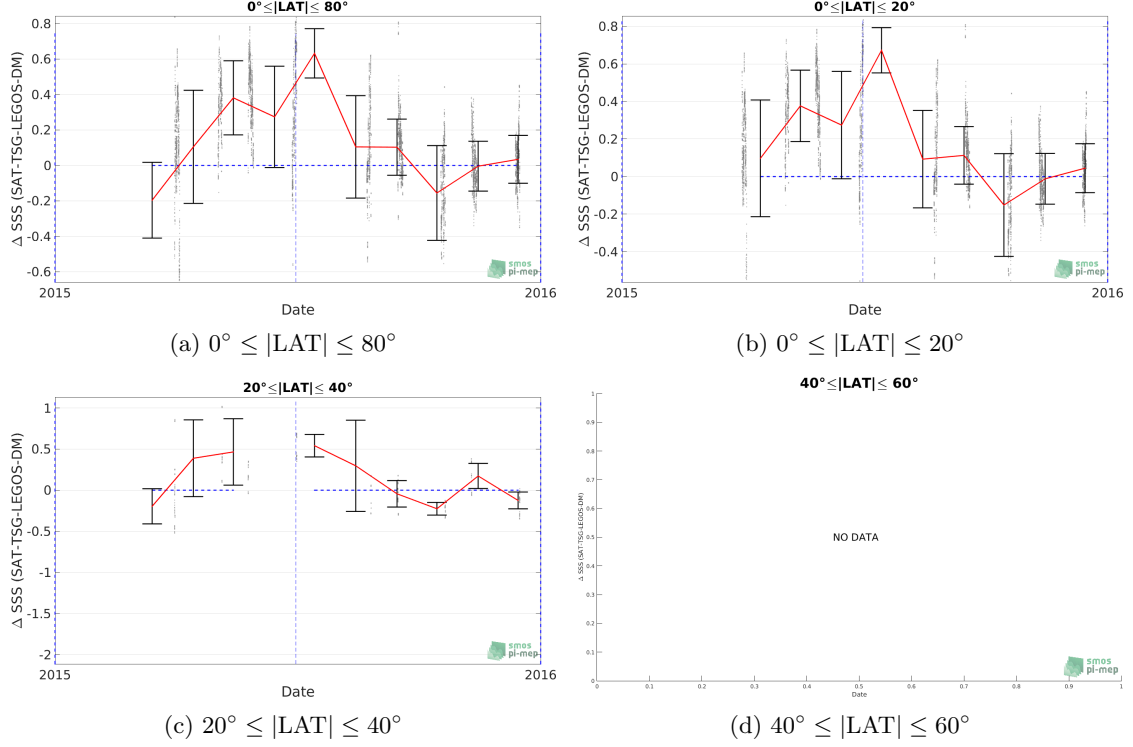 0°≤|LAT|≤ 80°
0.8
0.6
0.4
0.2
0
-0.2
-0.4
-0.6
Δ SSS (SAT-TSG-LEGOS-DM)
2015
2016
Date
smos
pi-mep
(a) 0° ≤ |LAT| ≤ 80°
0°≤|LAT|≤ 20°
0.8
0.6
0.4
0.2
0
-0.2
-0.4
Δ SSS (SAT-TSG-LEGOS-DM)
2015
2016
Date
smos
pi-mep
(b) 0° ≤ |LAT| ≤ 20°
20°≤|LAT|≤ 40°
1
0.5
0
-0.5
-1
-1.5
-2
Δ SSS (SAT-TSG-LEGOS-DM)
2015
2016
Date
smos
pi-mep
(c) 20° ≤ |LAT| ≤ 40°
40°≤|LAT|≤ 60°
1
0.9
0.8
0.7
0.6
0.5
0.4
0.3
0.2
0.1
0
Δ SSS (SAT-TSG-LEGOS-DM)
NO DATA
0 0.1 0.2 0.3 0.4 0.5 0.6 0.7 0.8 0.9 1
Date
smos
pi-mep
(d) 40° ≤ |LAT| ≤ 60°